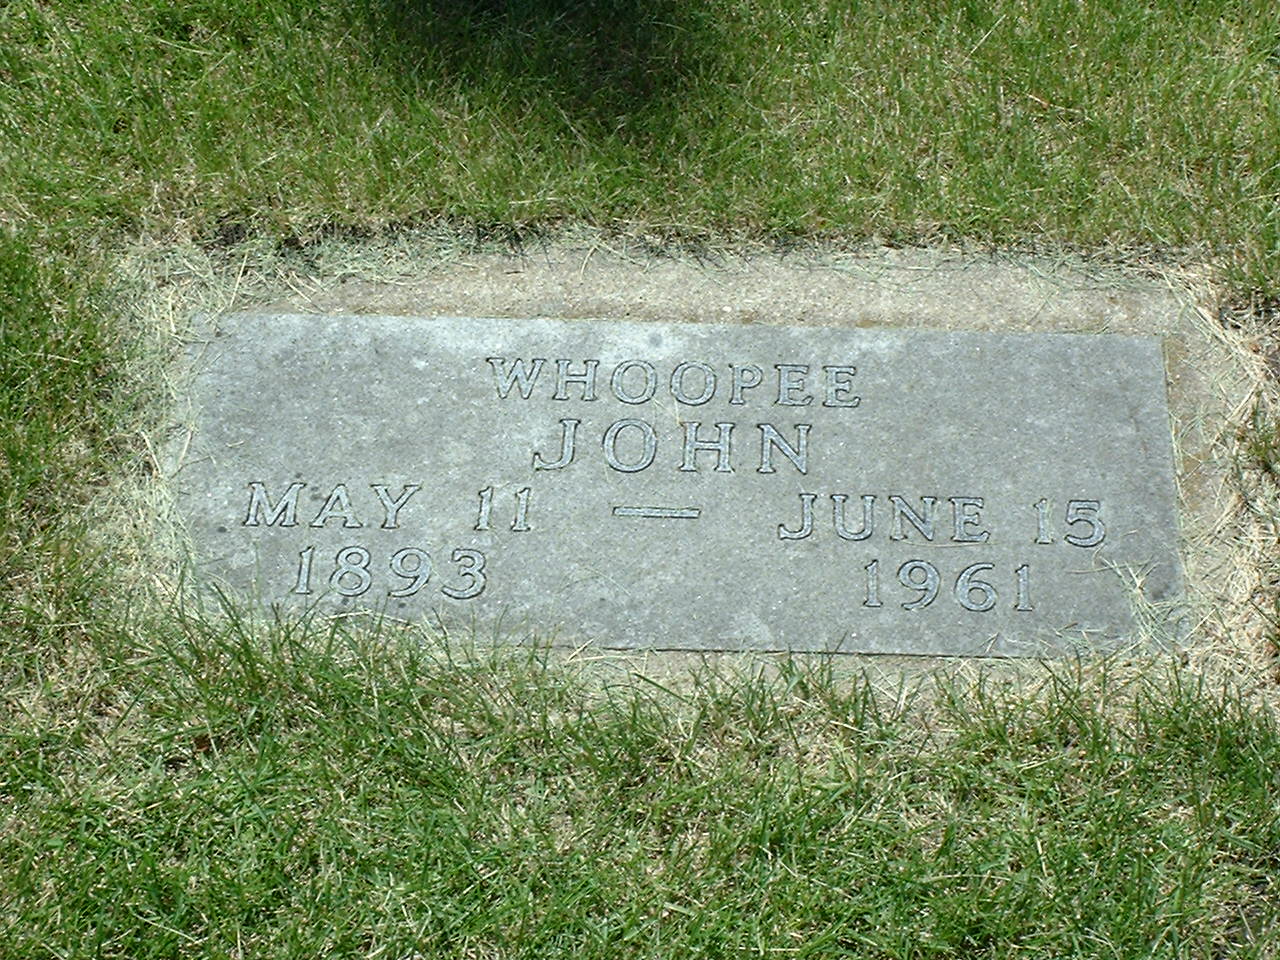 WHOOPEE
JOHN
MAY 11 — JUNE 15
1893 1961